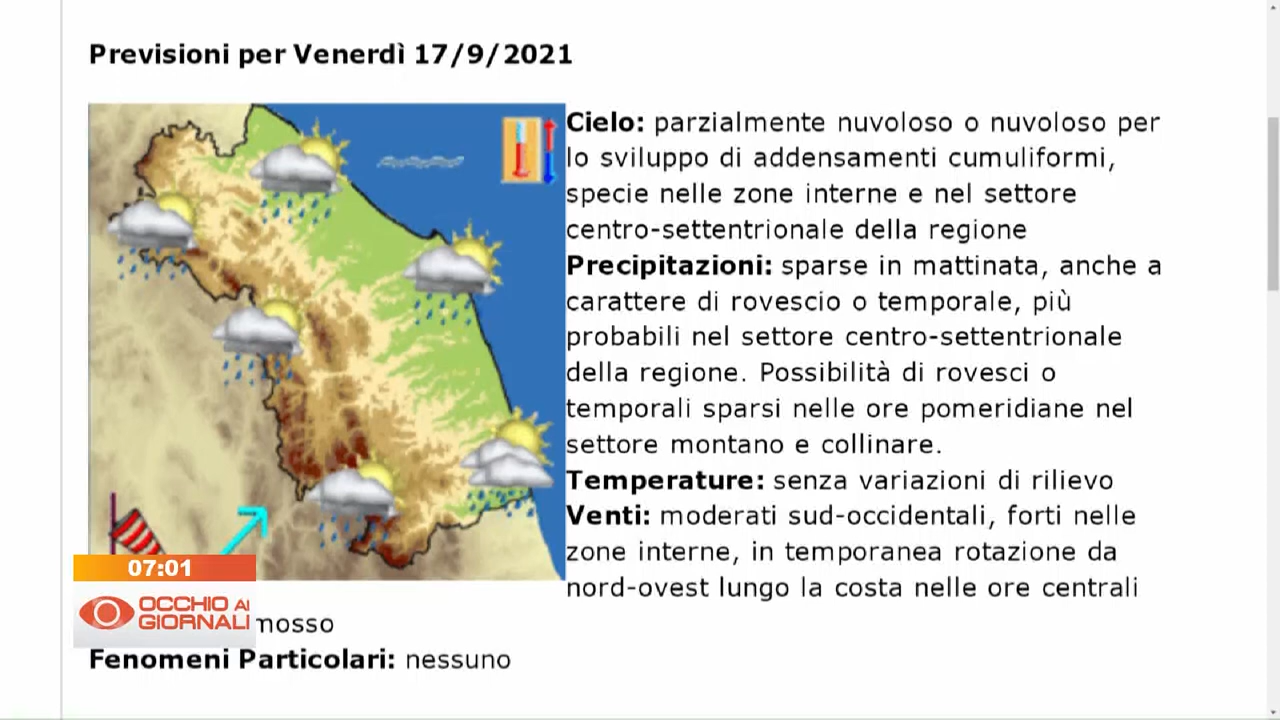 Previsioni per Venerdì 17/9/2021
Cielo: parzialmente nuvoloso o nuvoloso per
lo sviluppo di addensamenti cumuliformi,
specie nelle zone interne e nel settore
centro-settentrionale della regione
Precipitazioni: sparse in mattinata, anche a
carattere di rovescio o temporale, più
probabili nel settore centro-settentrionale
della regione. Possibilità di rovesci o
temporali sparsi nelle ore pomeridiane nel
settore montano e collinare.
Temperature: senza variazioni di rilievo
Venti: moderati sud-occidentali, forti nelle
zone interne, in temporanea rotazione da
nord-ovest lungo la costa nelle ore centrali
mosso
Fenomeni Particolari: nessuno
07:01
OCCHIO AI
GIORNALI